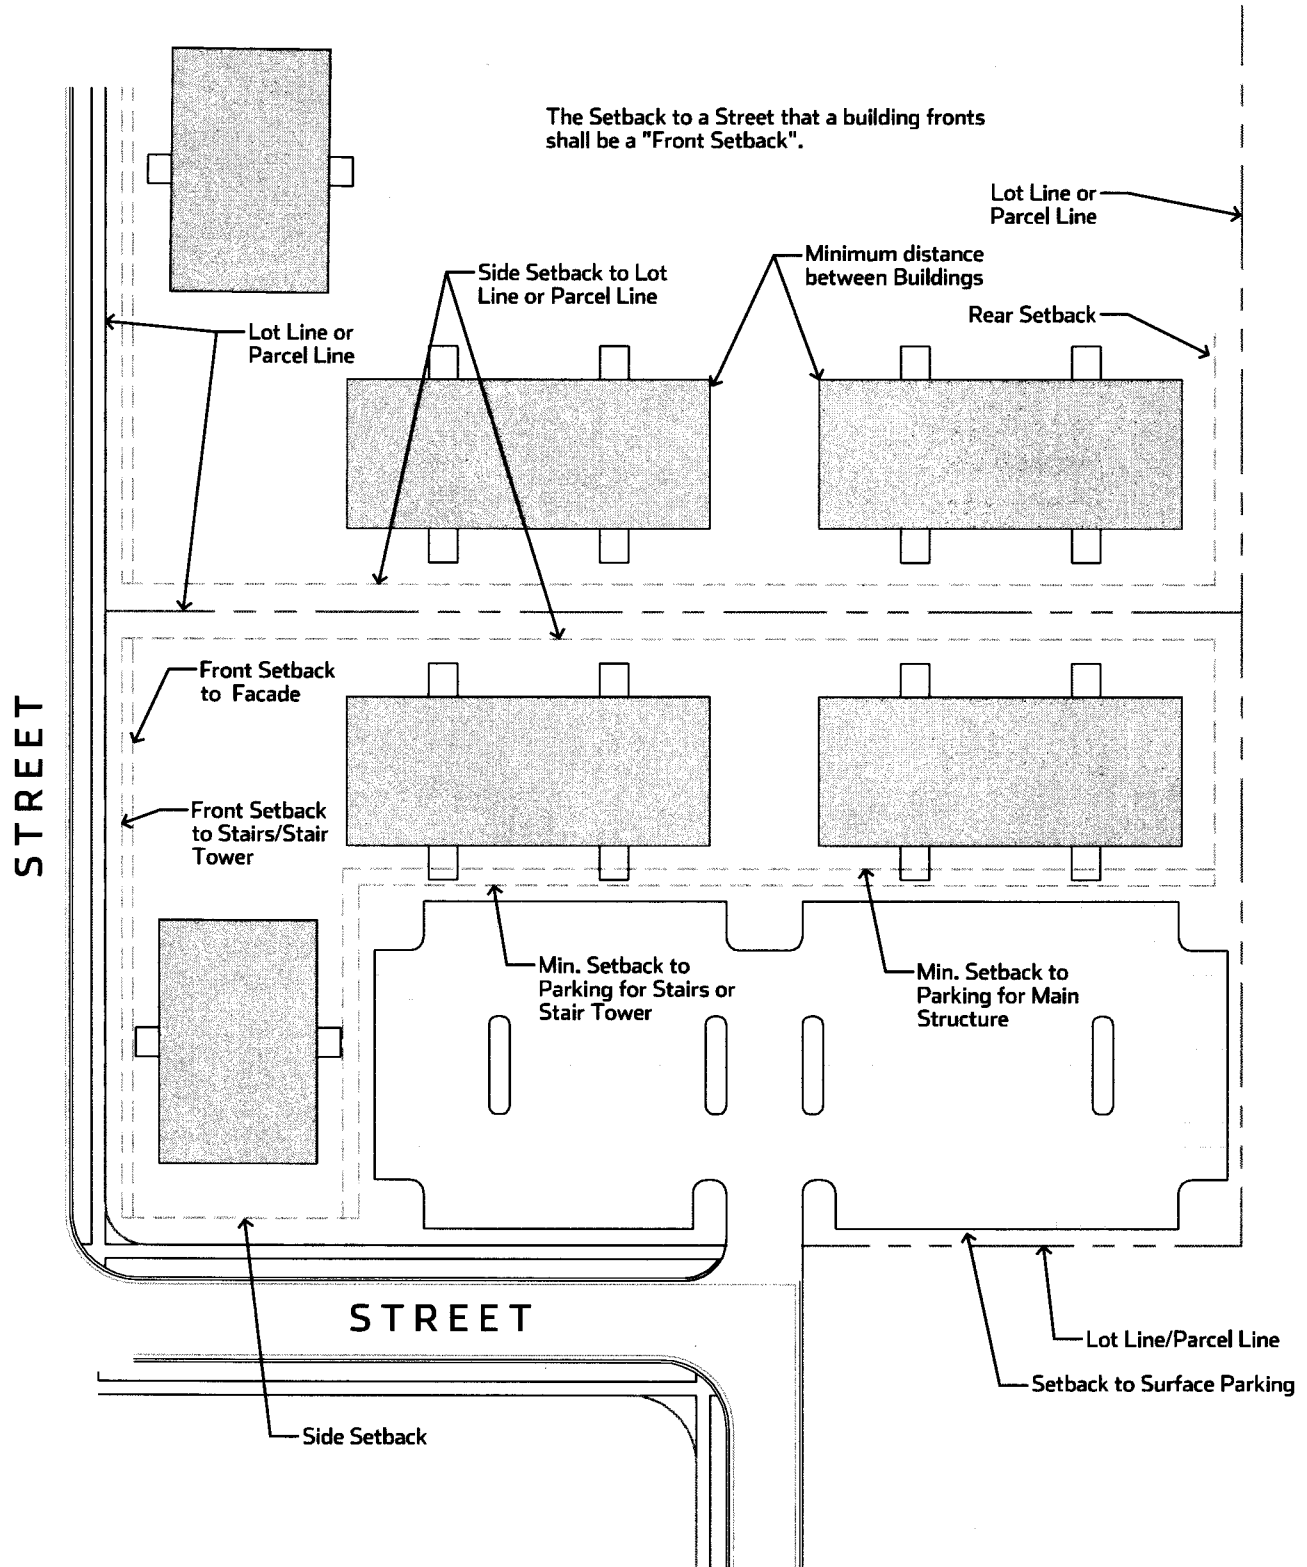 The Setback to a Street that a building fronts
shall be a "Front Setback".
Lot Line or
Parcel Line
Minimum distance
between Buildings
Side Setback to Lot
Line or Parcel Line
Rear Setback
Lot Line or
Parcel Line
Front Setback
to Facade
STREET
Front Setback
to Stairs/Stair
Tower
Min. Setback to
Parking for Stairs or
Stair Tower
Min. Setback to
Parking for Main
Structure
STREET
Lot Line/Parcel Line
Setback to Surface Parking
Side Setback